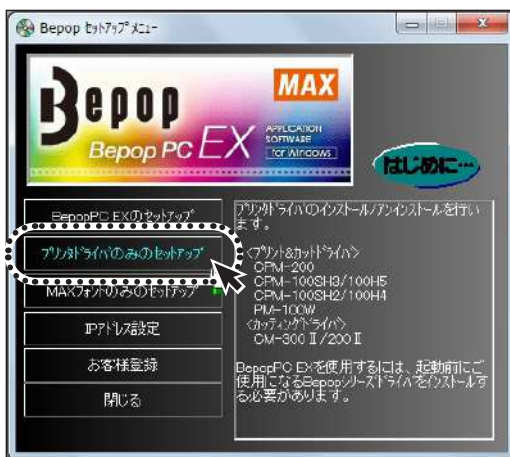 Bepop ｾｯﾄｱｯﾌﾟ ﾒﾆｭｰ
Bepop
MAX
Bepop PC EX
APPLICATION
SOFTWARE
for Windows
はじめに…
BepopPC EXのｾｯﾄｱｯﾌﾟ
ﾌﾟﾘﾝﾀﾄﾞﾗｲﾊﾞのみのｾｯﾄｱｯﾌﾟ
MAXﾌｫﾝﾄのみのｾｯﾄｱｯﾌﾟ
IPｱﾄﾞﾚｽ設定
お客様登録
閉じる
ﾌﾟﾘﾝﾀﾄﾞﾗｲﾊﾞのｲﾝｽﾄｰﾙ/ｱﾝｲﾝｽﾄｰﾙを行い
ます。
<ﾌﾟﾘﾝﾄ&ｶｯﾄﾄﾞﾗｲﾊﾞ>
CPM-200
CPM-100SH3/100H5
CPM-100SH2/100H4
PM-100W
<ｶｯﾃｨﾝｸﾞﾄﾞﾗｲﾊﾞ>
CM-300Ⅱ/200Ⅱ
BepopPC EXを使用するには、起動前にご
使用になるBepopｼﾘｰｽﾞﾄﾞﾗｲﾊﾞをｲﾝｽﾄｰﾙす
る必要があります。